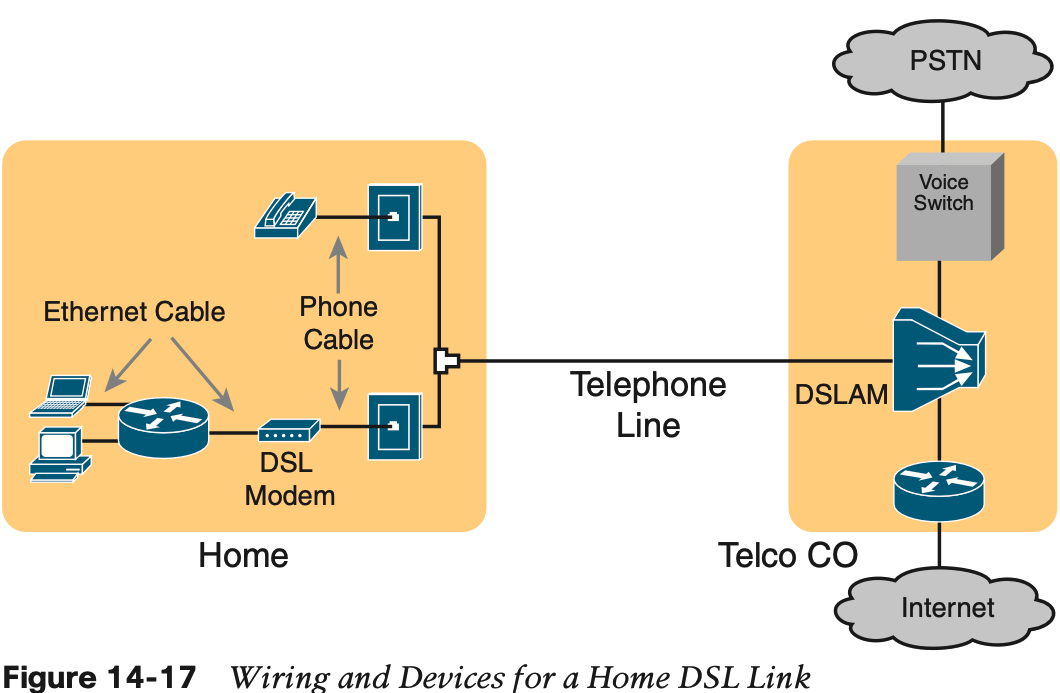 PSTN
Voice
Switch
Ethernet Cable
Phone
Cable
Telephone
Line
DSLAM
DSL
Modem
Home
Telco CO
Internet
Figure 14-17 Wiring and Devices for a Home DSL Link